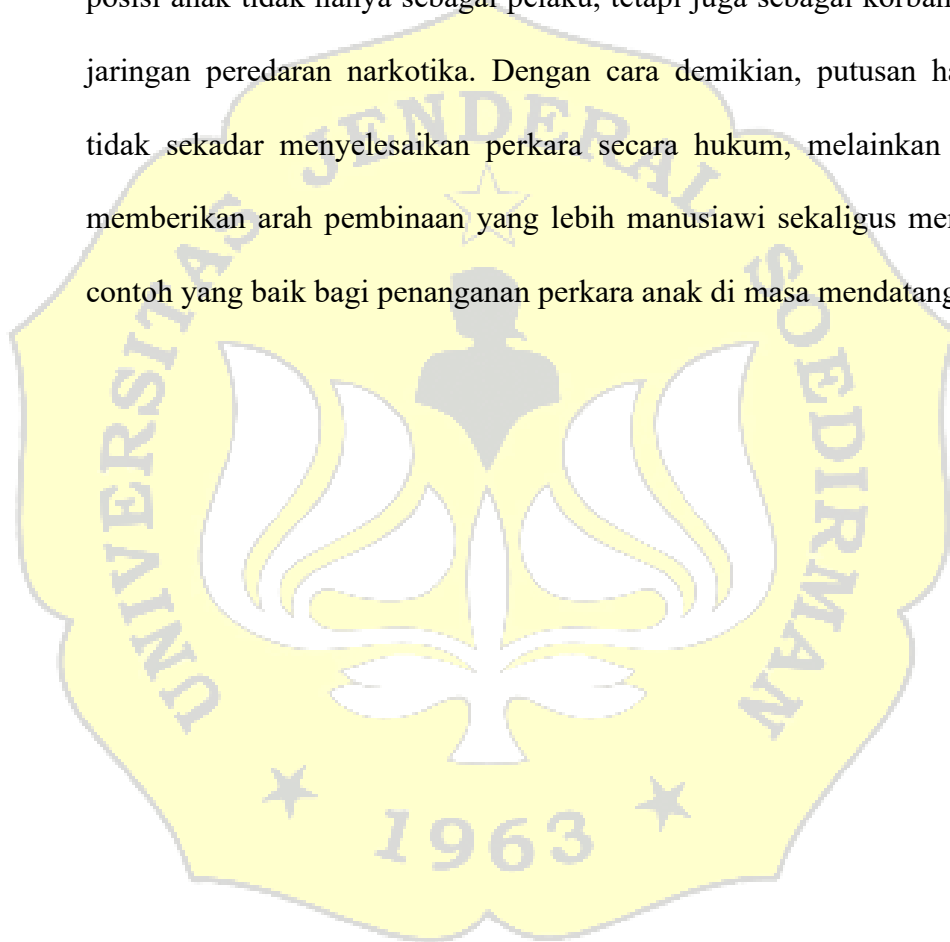 posisi anak tidak hanya sebagai pelaku, tetapi juga sebagai korban
jaringan peredaran narkotika. Dengan cara demikian, putusan
tidak sekadar menyelesaikan perkara secara hukum, melainkan
memberikan arah pembinaan yang lebih manusiawi sekaligus
contoh yang baik bagi penanganan perkara anak di masa mendatang
UNIVERSITAS JENDERAL SOEDIRMAN
1963